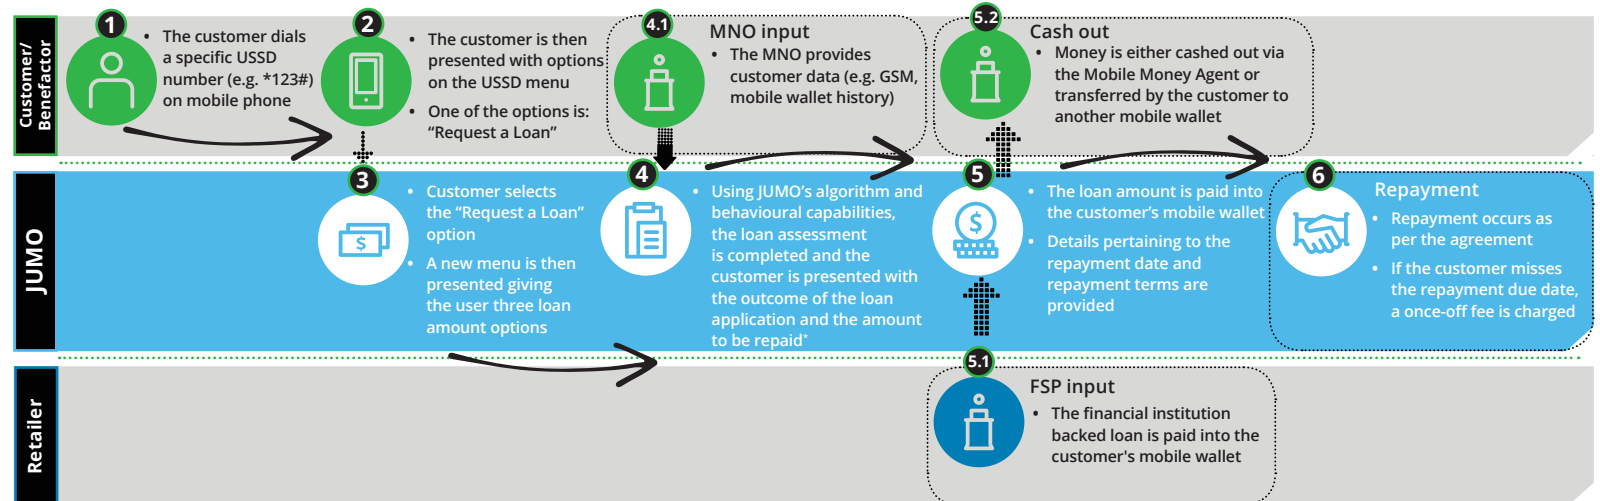 Customer/
Benefactor
1
• The customer dials
a specific USSD
number (e.g. *123#)
on mobile phone
2
• The customer is then
presented with options
on the USSD menu
• One of the options is:
“Request a Loan”
4.1
MNO input
• The MNO provides
customer data (e.g. GSM,
mobile wallet history)
5.2
Cash out
• Money is either cashed out via
the Mobile Money Agent or
transferred by the customer to
another mobile wallet
JUMO
3
$
• Customer selects
the “Request a Loan”
option
• A new menu is then
presented giving
the user three loan
amount options
4
• Using JUMO’s algorithm and
behavioural capabilities,
the loan assessment
is completed and the
customer is presented with
the outcome of the loan
application and the amount
to be repaid*
5
$
• The loan amount is paid into
the customer’s mobile wallet
• Details pertaining to the
repayment date and
repayment terms are
provided
6
Repayment
• Repayment occurs as
per the agreement
• If the customer misses
the repayment due date,
a once-off fee is charged
Retailer
5.1
FSP input
• The financial institution
backed loan is paid into the
customer's mobile wallet